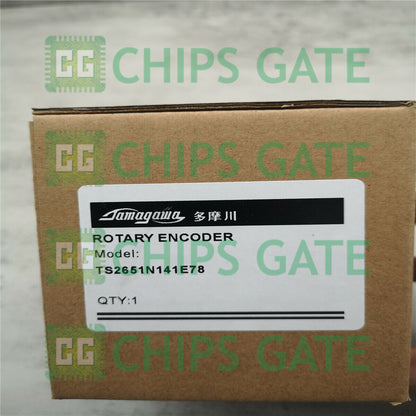 CG CHIPS GATE
CG CHIPS GATE
Tamagawa 多摩川
ROTARY ENCODER
Model:
TS2651N141E78
CG CHIPS GATE
QTY:1
CG CHIPS GATE